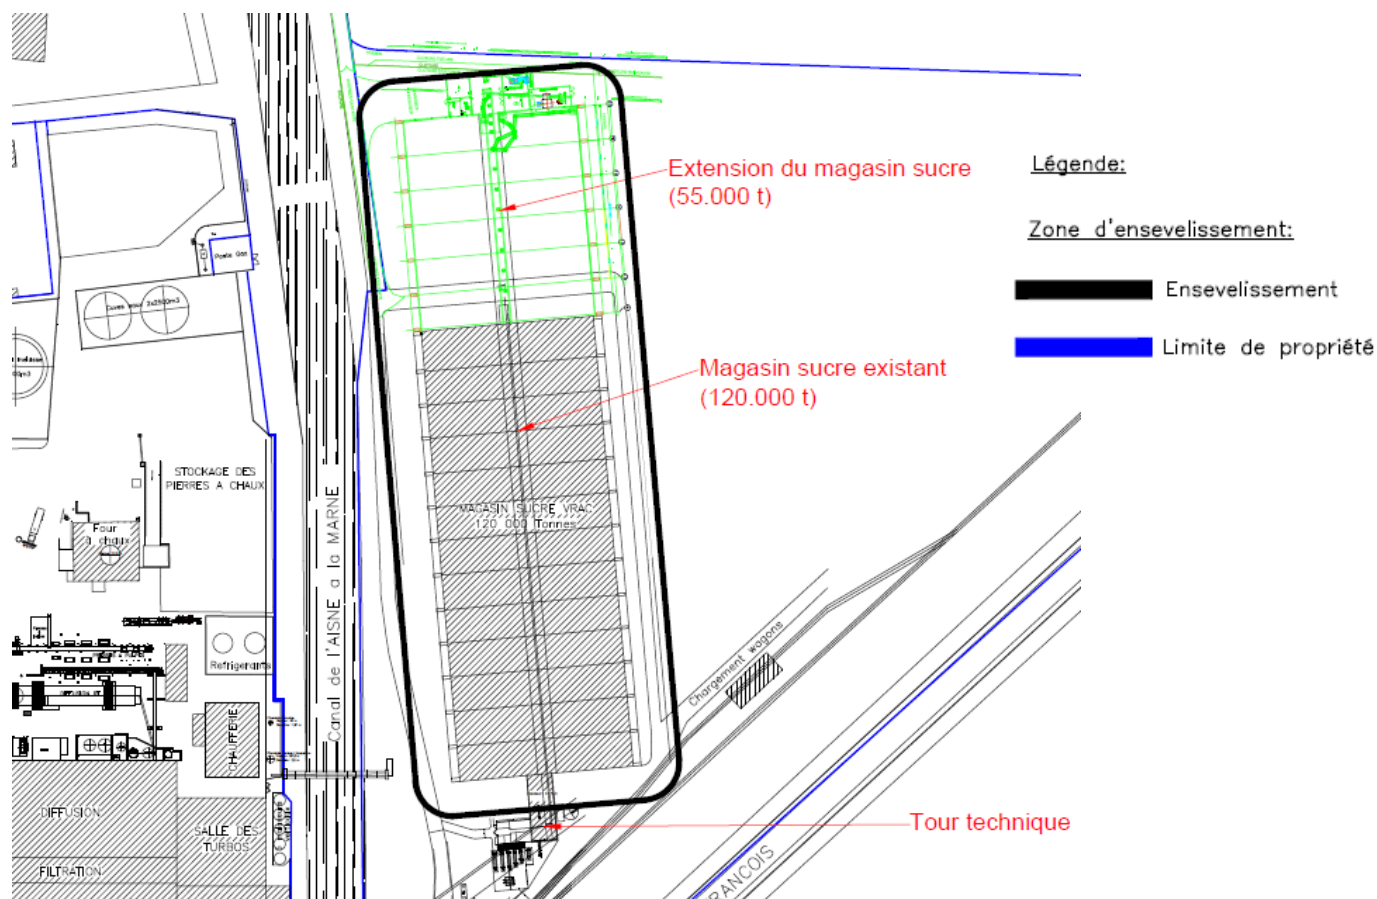 Extension du magasin sucre
(55.000 t)
Légende:
Zone d'ensevelissement:
Ensevelissement
Limite de propriété
Poste Gaz
Magasin sucre existant
(120.000 t)
STOCKAGE DES
PIERRES A CHAUX
MAGASIN SUCRE VRAC
120 000 Tonnes
Four
à chaux
Canal de l'AISNE a la MARNE
Refrigerants
Chargement wagons
CHAUFFERIE
DIFFUSION
SALLE DES
TURBOS
FILTRATION
Tour technique
RANCOIS